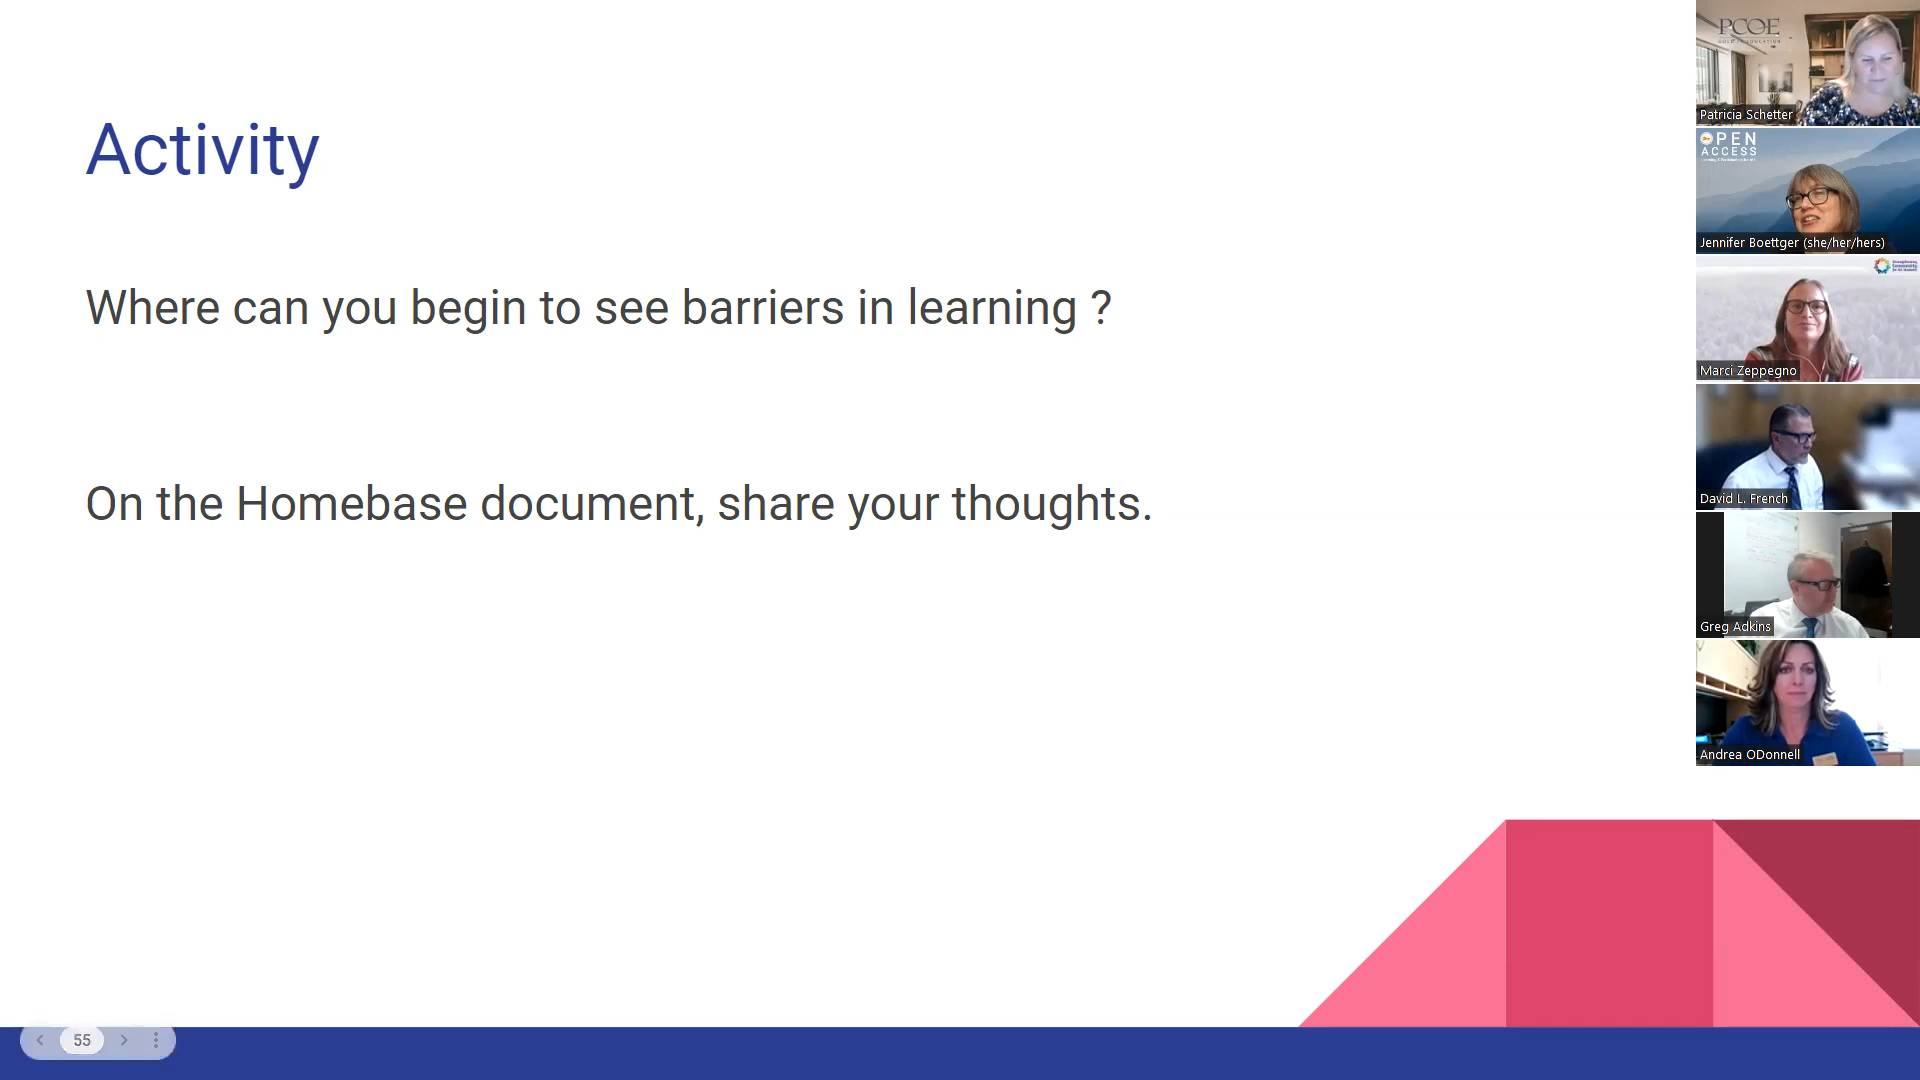 Activity
Where can you begin to see barriers in learning ?
On the Homebase document, share your thoughts.
55
PCOE
Patricia Schetter
OPEN
ACCESS
Jennifer Boettger (she/her/hers)
Marci Zeppegno
David L. French
Greg Adkins
Andrea ODonnell